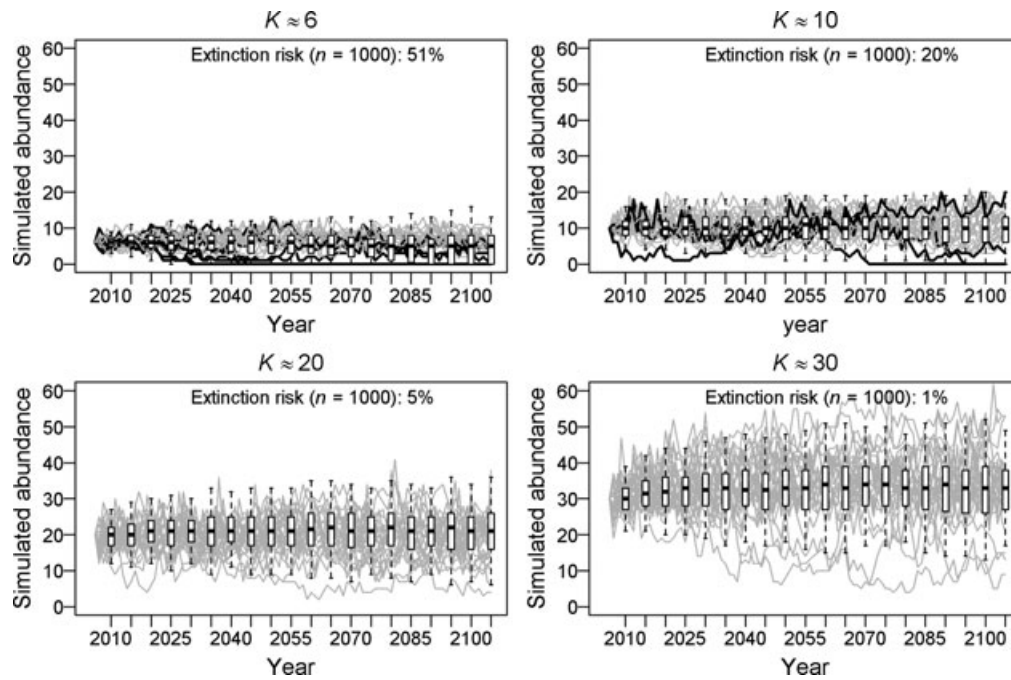 K ≈ 6
Extinction risk (n = 1000): 51%
Simulated abundance
60
50
40
30
20
10
0
2010 2025 2040 2055 2070 2085 2100
Year
K ≈ 10
Extinction risk (n = 1000): 20%
Simulated abundance
60
50
40
30
20
10
0
2010 2025 2040 2055 2070 2085 2100
year
K ≈ 20
Extinction risk (n = 1000): 5%
Simulated abundance
60
50
40
30
20
10
0
2010 2025 2040 2055 2070 2085 2100
Year
K ≈ 30
Extinction risk (n = 1000): 1%
Simulated abundance
60
50
40
30
20
10
0
2010 2025 2040 2055 2070 2085 2100
Year